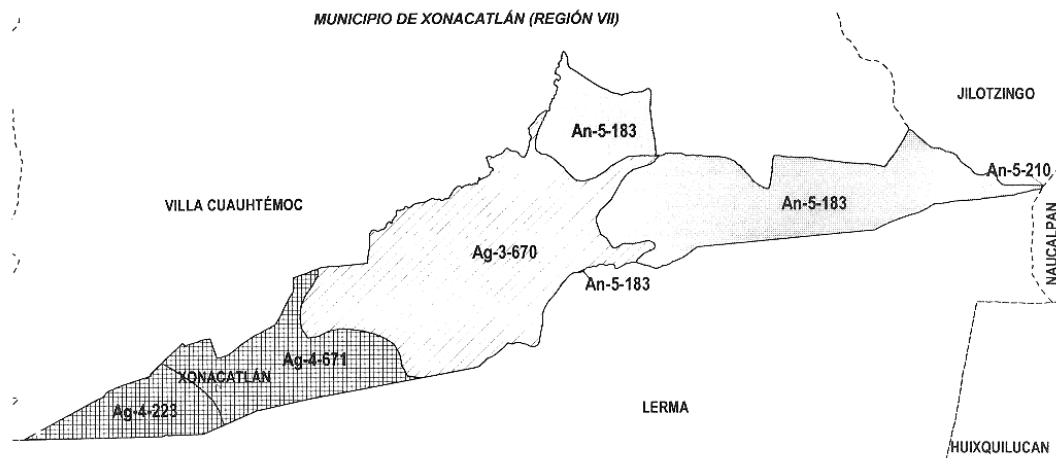 MUNICIPIO DE XONACATLÁN (REGIÓN VII)
JILOTZINGO
An-5-183
An-5-210
VILLA CUAUHTÉMOC
An-5-183
NAUCALPAN
Ag-3-670
An-5-183
Ag-4-671
XONACATLÁN
Ag-4-223
LERMA
HUIXQUILUCAN